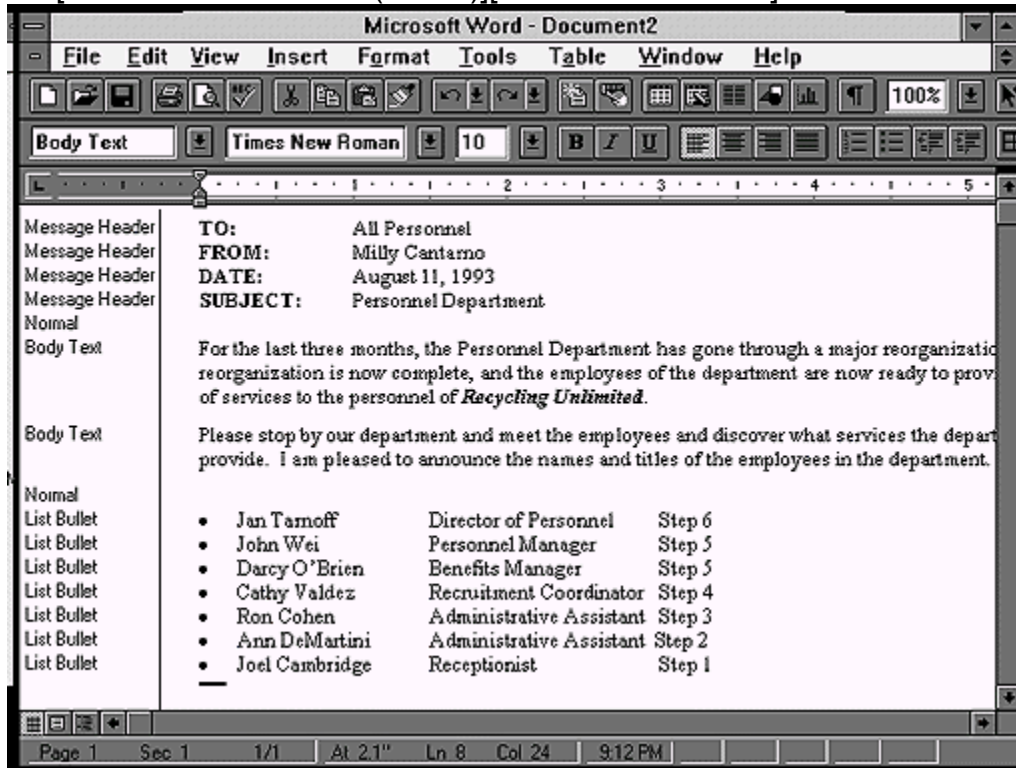 Microsoft Word - Document2
File Edit View Insert Format Tools Table Window Help
100%
Body Text Times New Roman 10 B I U
1 2 3 4 5
Message Header TO: All Personnel
Message Header FROM: Milly Cantarno
Message Header DATE: August 11, 1993
Message Header SUBJECT: Personnel Department
Normal
Body Text For the last three months, the Personnel Department has gone through a major reorganizatio
reorganization is now complete, and the employees of the department are now ready to prov
of services to the personnel of Recycling Unlimited.
Body Text Please stop by our department and meet the employees and discover what services the depart
provide. I am pleased to announce the names and titles of the employees in the department.
Normal
List Bullet • Jan Tarnoff Director of Personnel Step 6
List Bullet • John Wei Personnel Manager Step 5
List Bullet • Darcy O'Brien Benefits Manager Step 5
List Bullet • Cathy Valdez Recruitment Coordinator Step 4
List Bullet • Ron Cohen Administrative Assistant Step 3
List Bullet • Ann DeMartini Administrative Assistant Step 2
List Bullet • Joel Cambridge Receptionist Step 1
Page 1 Sec 1 1/1 At 2.1" Ln 8 Col 24 9:12 PM